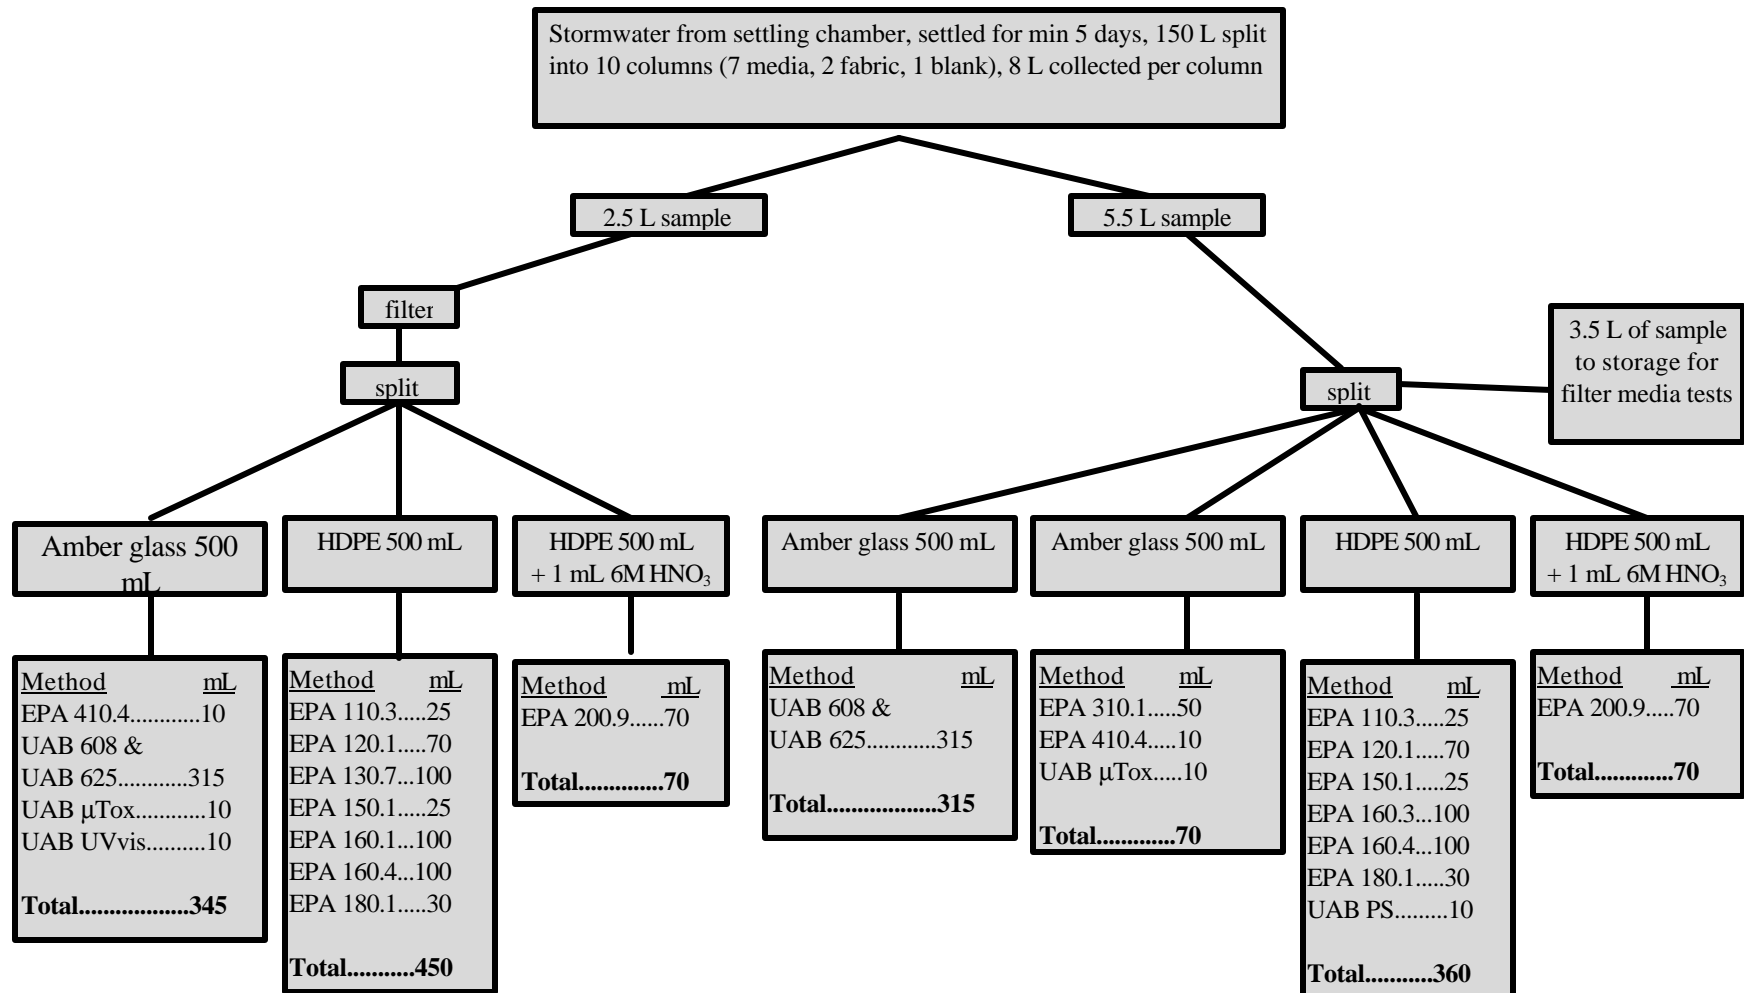 Stormwater from settling chamber, settled for min 5 days, 150 L split
into 10 columns (7 media, 2 fabric, 1 blank), 8 L collected per column
2.5 L sample
5.5 L sample
filter
split
3.5 L of sample
to storage for
filter media tests
split
Amber glass 500
mL
HDPE 500 mL
HDPE 500 mL
+ 1 mL 6M HNO₃
Amber glass 500 mL
Amber glass 500 mL
HDPE 500 mL
HDPE 500 mL
+ 1 mL 6M HNO₃
Method mL
EPA 410.4............10
UAB 608 &
UAB 625............315
UAB µTox.............10
UAB UVvis..........10
Total...................345
Method mL
EPA 110.3.....25
EPA 120.1.....70
EPA 130.7...100
EPA 150.1.....25
EPA 160.1...100
EPA 160.4...100
EPA 180.1.....30
Total...........450
Method mL
EPA 200.9......70
Total..............70
Method mL
UAB 608 &
UAB 625............315
Total....................315
Method mL
EPA 310.1.....50
EPA 410.4.....10
UAB µTox.....10
Total............70
Method mL
EPA 110.3.....25
EPA 120.1.....70
EPA 150.1.....25
EPA 160.3...100
EPA 160.4...100
EPA 180.1.....30
UAB PS.........10
Total...........360
Method mL
EPA 200.9.....70
Total.............70